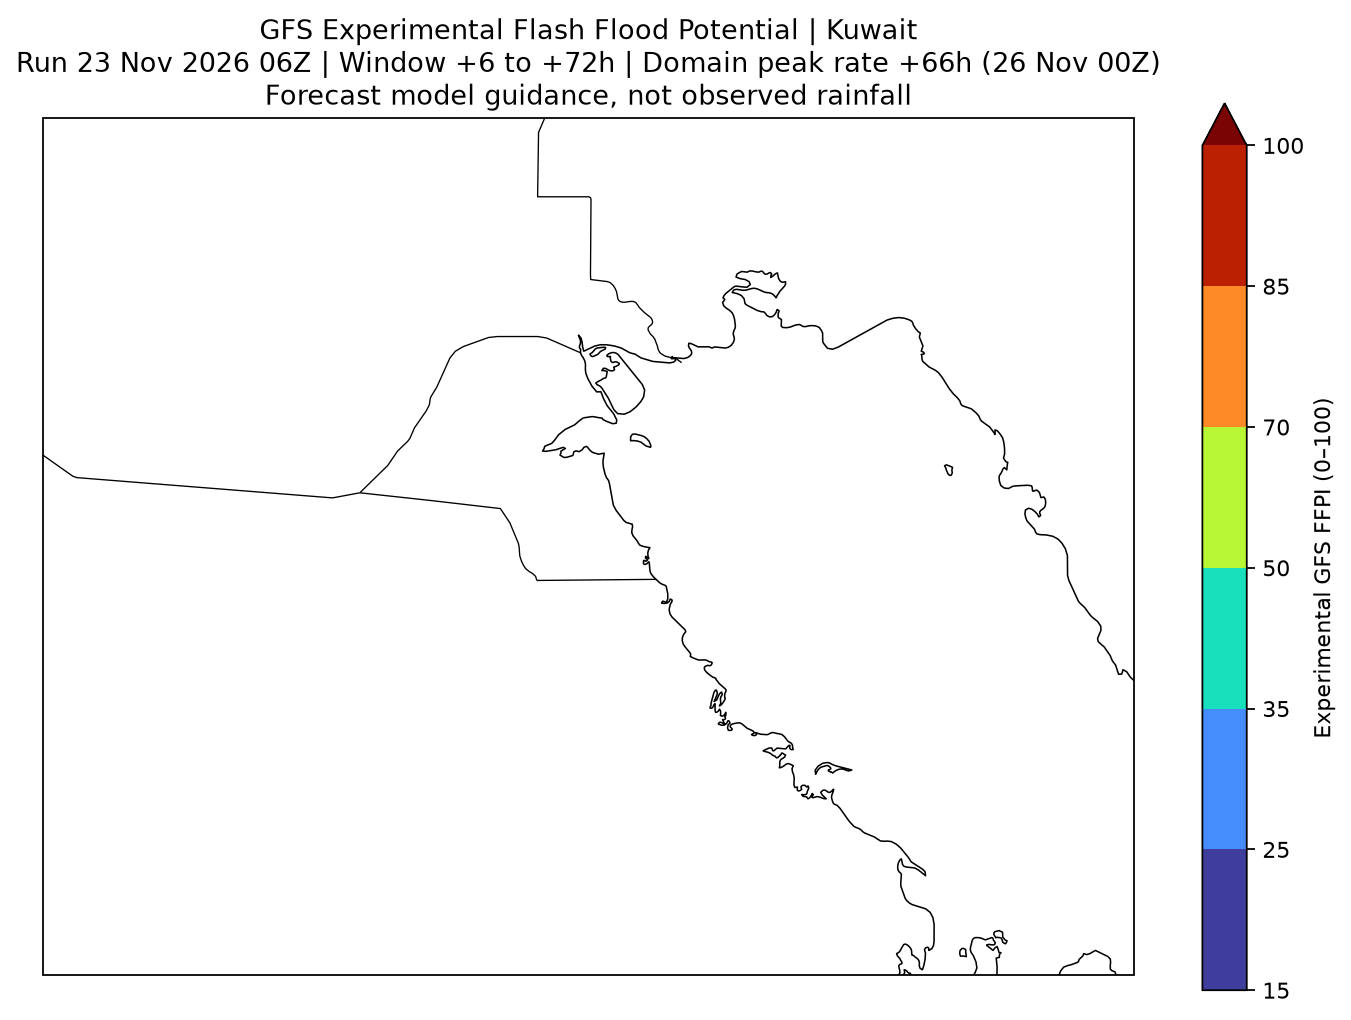 GFS Experimental Flash Flood Potential | Kuwait
Run 23 Nov 2026 06Z | Window +6 to +72h | Domain peak rate +66h (26 Nov 00Z)
Forecast model guidance, not observed rainfall
100
85
70
50
35
25
15
Experimental GFS FFPI (0–100)